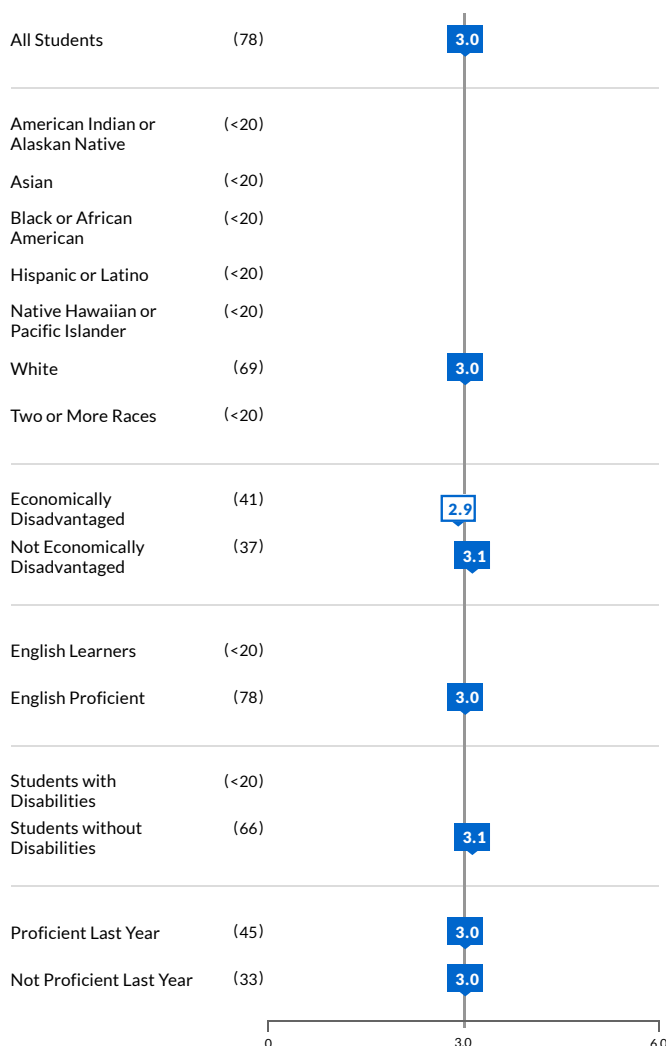 All Students (78) 3.0
American Indian or (<20)
Alaskan Native
Asian (<20)
Black or African (<20)
American
Hispanic or Latino (<20)
Native Hawaiian or (<20)
Pacific Islander
White (69) 3.0
Two or More Races (<20)
Economically (41) 2.9
Disadvantaged
Not Economically (37) 3.1
Disadvantaged
English Learners (<20)
English Proficient (78) 3.0
Students with (<20)
Disabilities
Students without (66) 3.1
Disabilities
Proficient Last Year (45) 3.0
Not Proficient Last Year (33) 3.0
0 3.0 6.0